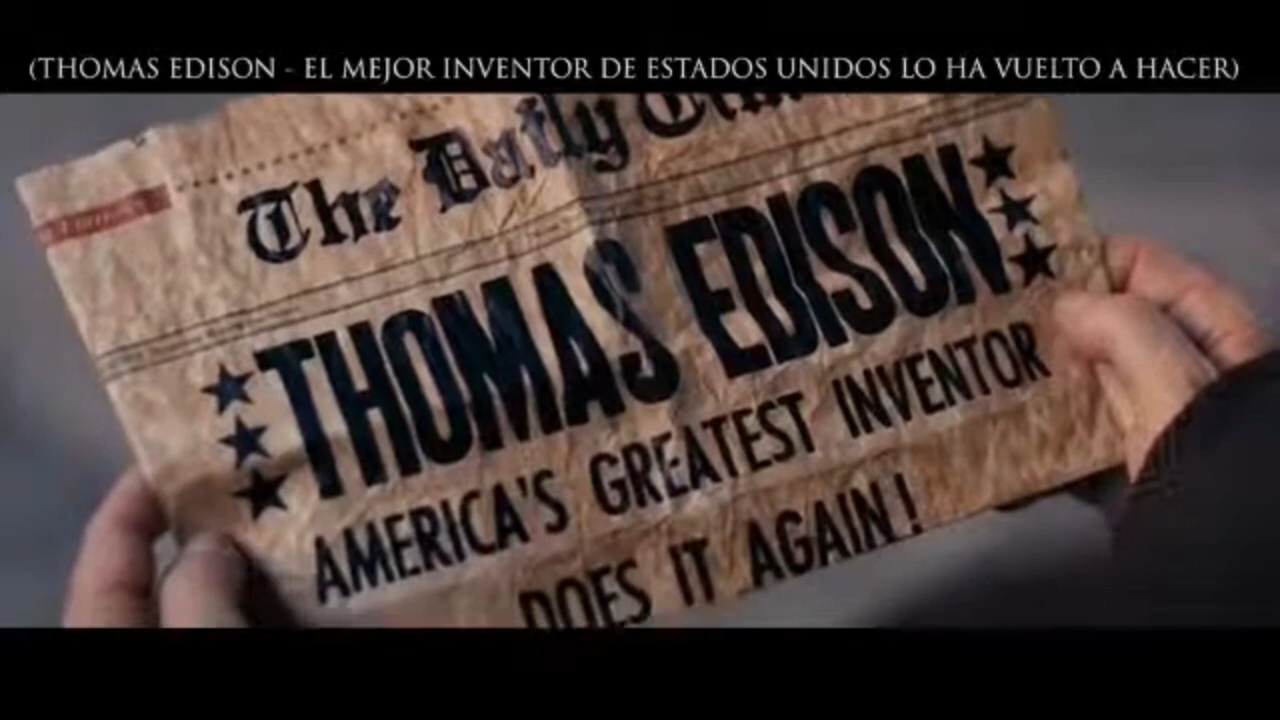 (THOMAS EDISON - EL MEJOR INVENTOR DE ESTADOS UNIDOS LO HA VUELTO A HACER)
The Daily
THOMAS EDISON
AMERICA'S GREATEST INVENTOR
DOES IT AGAIN!